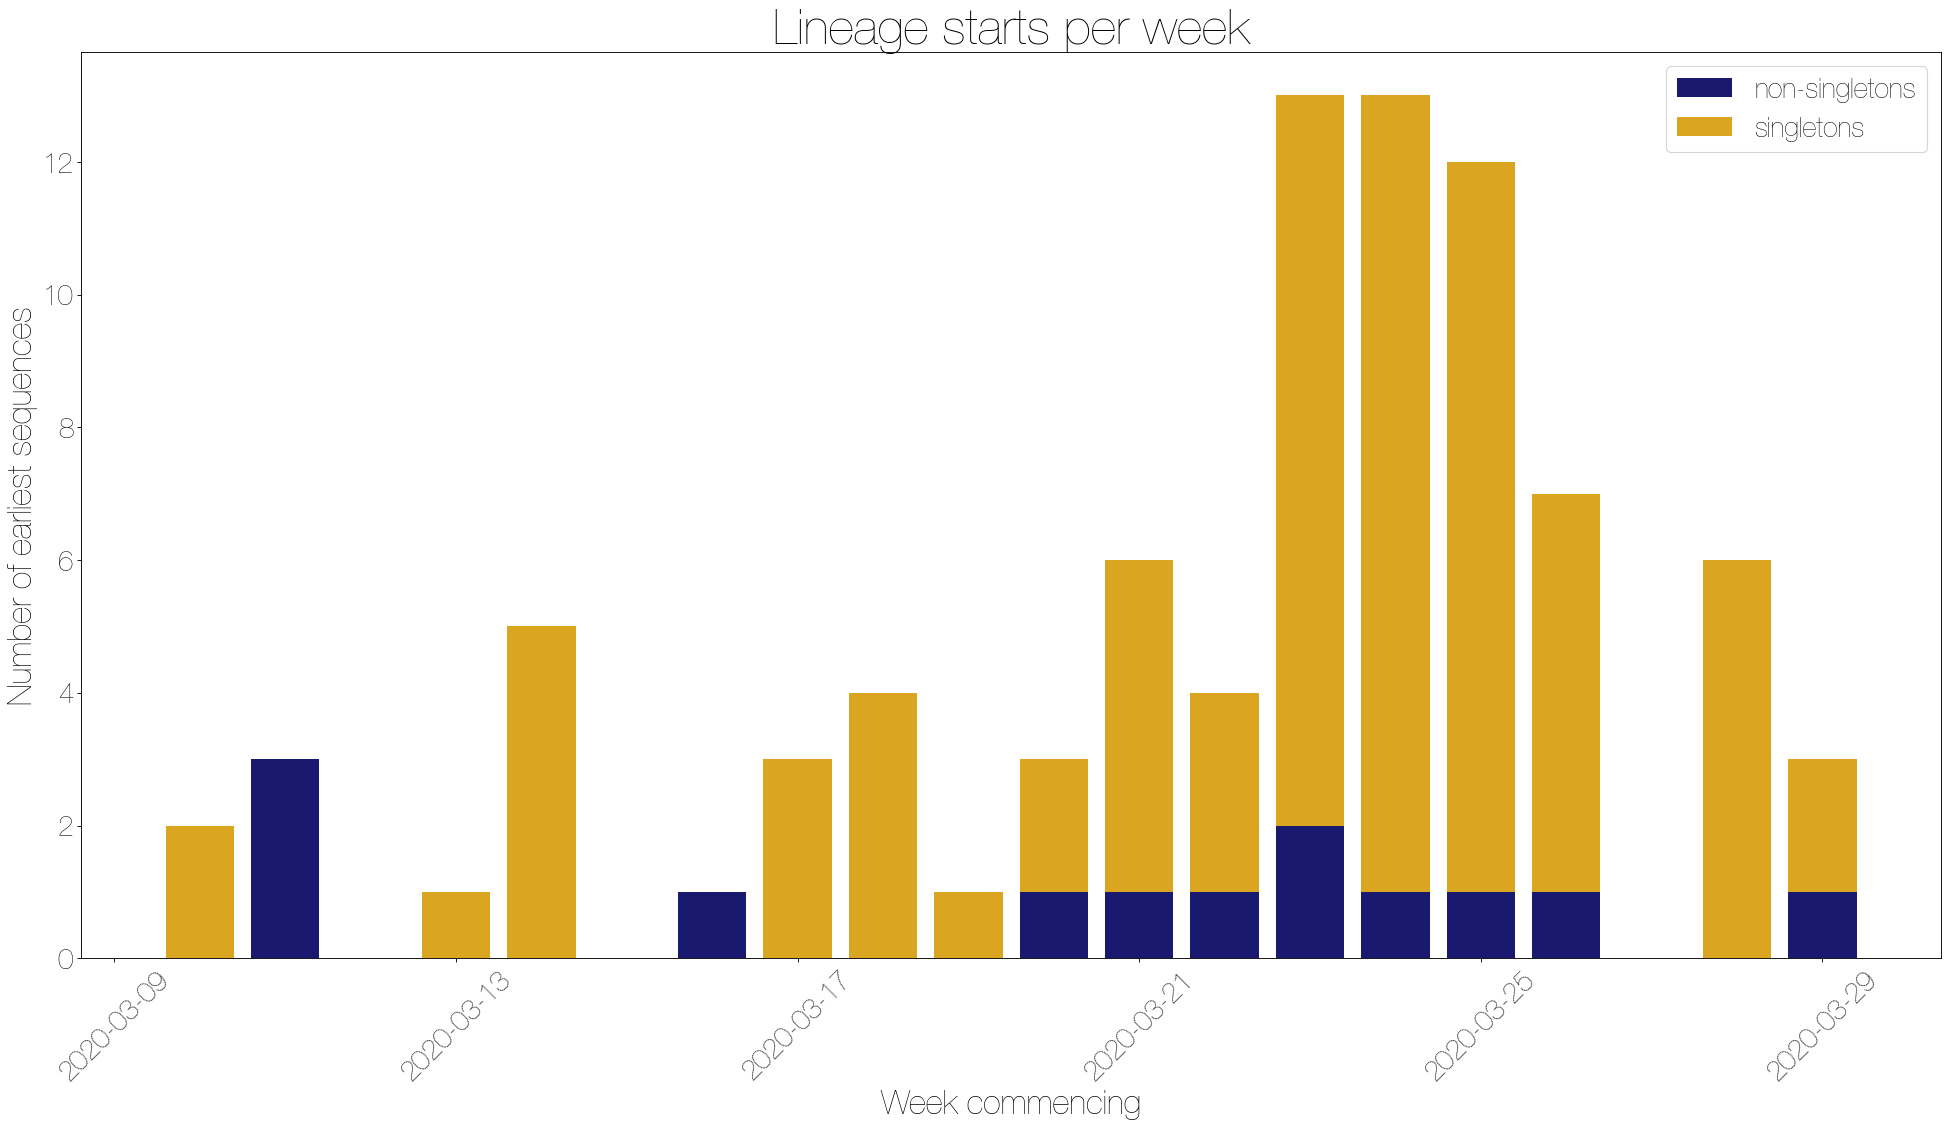 Lineage starts per week
non-singletons
singletons
Number of earliest sequences
12
10
8
6
4
2
0
2020-03-09
2020-03-13
2020-03-17
2020-03-21
2020-03-25
2020-03-29
Week commencing